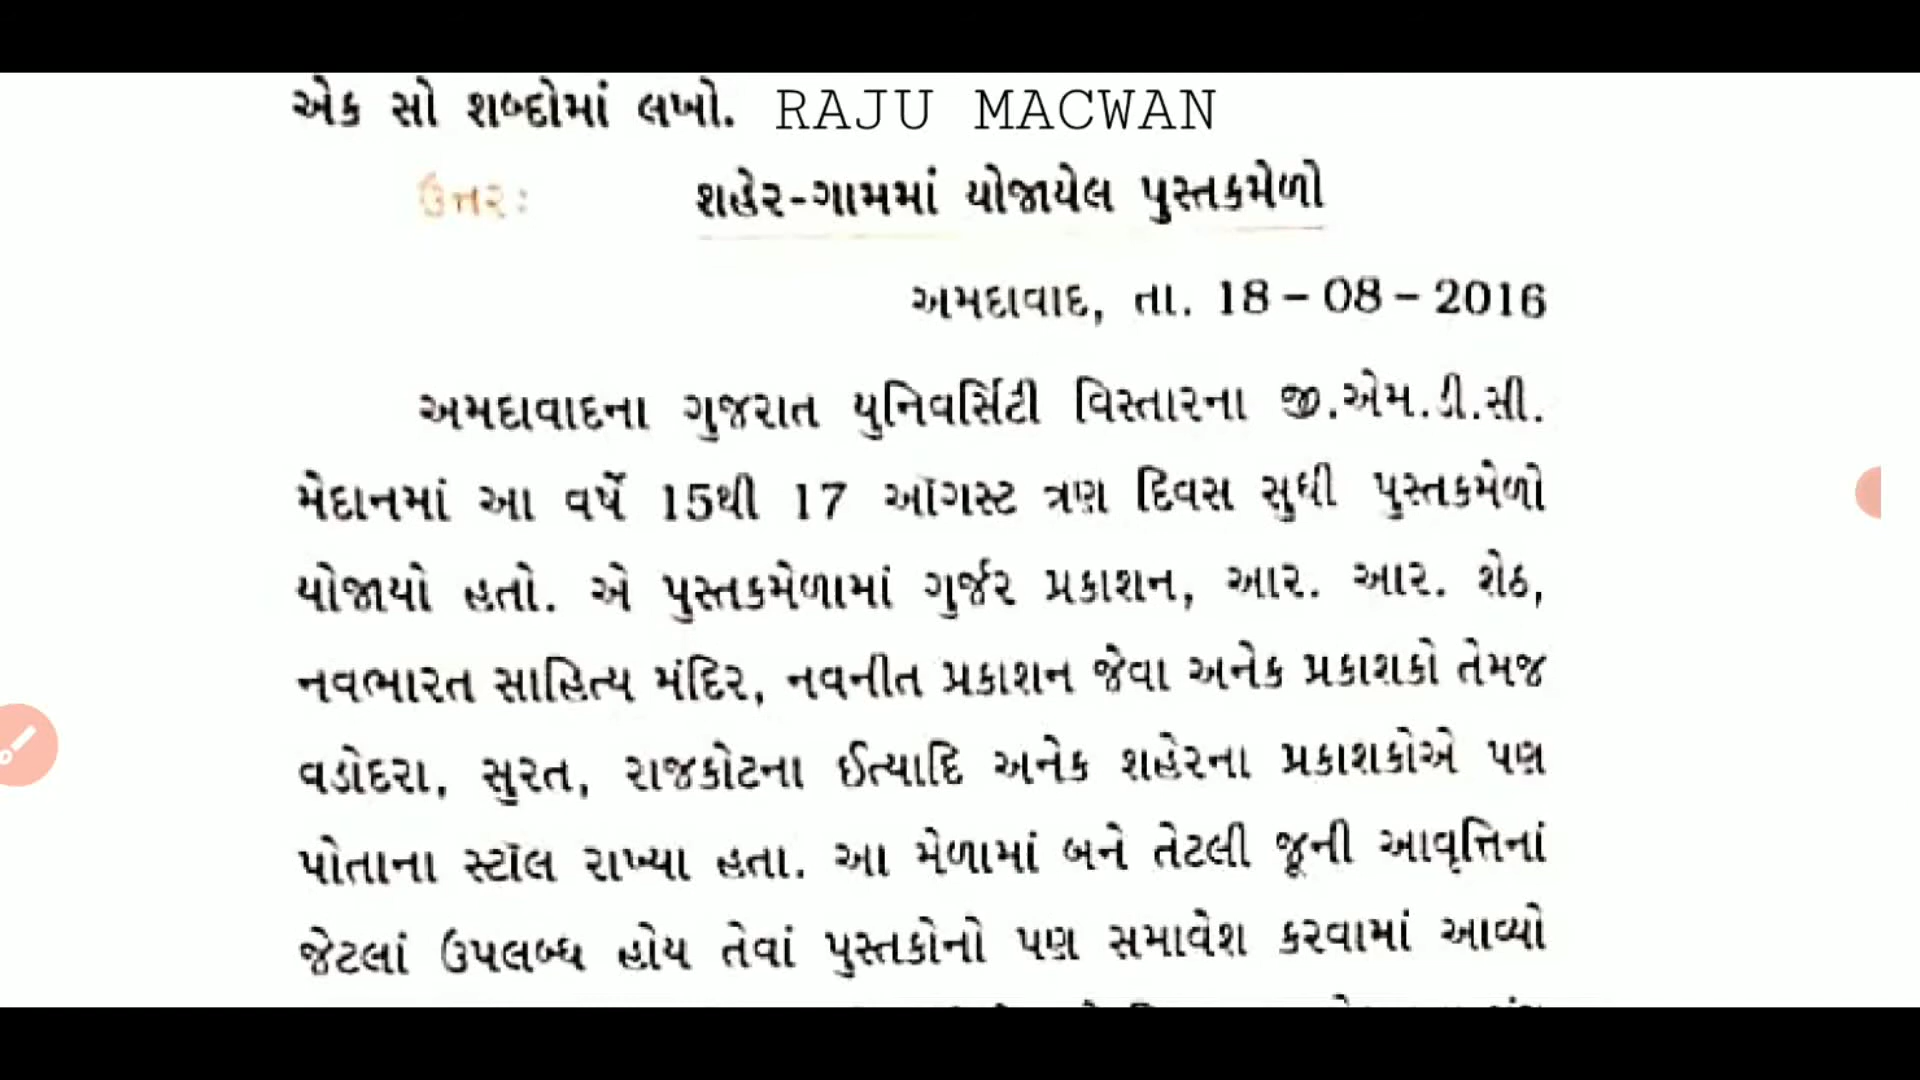 એક સો શબ્દોમાં લખો. RAJU MACWAN
ઉત્તર: શહેર-ગામમાં યોજાયેલ પુસ્તકમેળો
અમદાવાદ, તા. 18 – 08 – 2016
અમદાવાદના ગુજરાત યુનિવર્સિટી વિસ્તારના જી.એમ.ડી.સી.
મેદાનમાં આ વર્ષે 15થી 17 ઑગસ્ટ ત્રણ દિવસ સુધી પુસ્તકમેળો
યોજાયો હતો. એ પુસ્તકમેળામાં ગુર્જર પ્રકાશન, આર. આર. શેઠ,
નવભારત સાહિત્ય મંદિર, નવનીત પ્રકાશન જેવા અનેક પ્રકાશકો તેમજ
વડોદરા, સુરત, રાજકોટના ઈત્યાદિ અનેક શહેરના પ્રકાશકોએ પણ
પોતાના સ્ટૉલ રાખ્યા હતા. આ મેળામાં બને તેટલી જૂની આવૃત્તિનાં
જેટલાં ઉપલબ્ધ હોય તેવાં પુસ્તકોનો પણ સમાવેશ કરવામાં આવ્યો